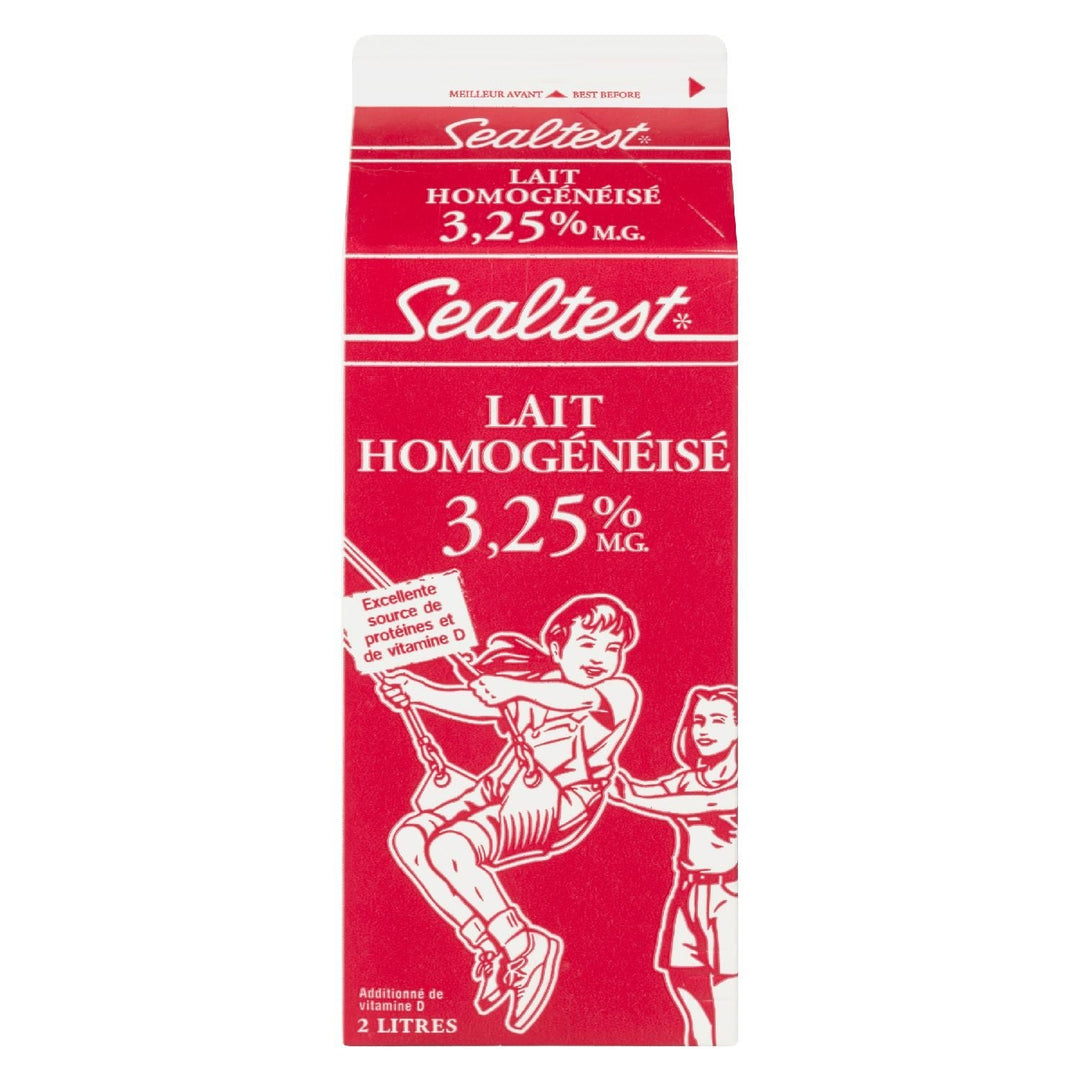 MEILLEUR AVANT BEST BEFORE
Sealtest*
LAIT
HOMOGÉNÉISÉ
3,25% M.G.
Sealtest*
LAIT
HOMOGÉNÉISÉ
3,25% M.G.
Excellente
source de
protéines et
de vitamine D
Additionné de
vitamine D
2 LITRES